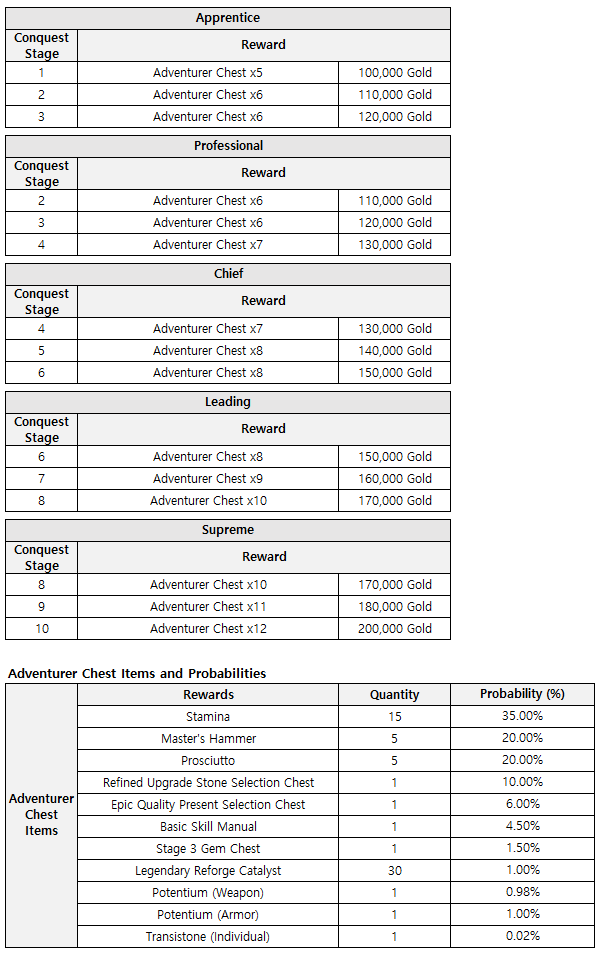 Apprentice
Conquest Stage Reward
1 Adventurer Chest x5 100,000 Gold
2 Adventurer Chest x6 110,000 Gold
3 Adventurer Chest x6 120,000 Gold
Professional
Conquest Stage Reward
2 Adventurer Chest x6 110,000 Gold
3 Adventurer Chest x6 120,000 Gold
4 Adventurer Chest x7 130,000 Gold
Chief
Conquest Stage Reward
4 Adventurer Chest x7 130,000 Gold
5 Adventurer Chest x8 140,000 Gold
6 Adventurer Chest x8 150,000 Gold
Leading
Conquest Stage Reward
6 Adventurer Chest x8 150,000 Gold
7 Adventurer Chest x9 160,000 Gold
8 Adventurer Chest x10 170,000 Gold
Supreme
Conquest Stage Reward
8 Adventurer Chest x10 170,000 Gold
9 Adventurer Chest x11 180,000 Gold
10 Adventurer Chest x12 200,000 Gold
Adventurer Chest Items and Probabilities
Adventurer Chest Items
Rewards Quantity Probability (%)
Stamina 15 35.00%
Master's Hammer 5 20.00%
Prosciutto 5 20.00%
Refined Upgrade Stone Selection Chest 1 10.00%
Epic Quality Present Selection Chest 1 6.00%
Basic Skill Manual 1 4.50%
Stage 3 Gem Chest 1 1.50%
Legendary Reforge Catalyst 30 1.00%
Potentium (Weapon) 1 0.98%
Potentium (Armor) 1 1.00%
Transistone (Individual) 1 0.02%